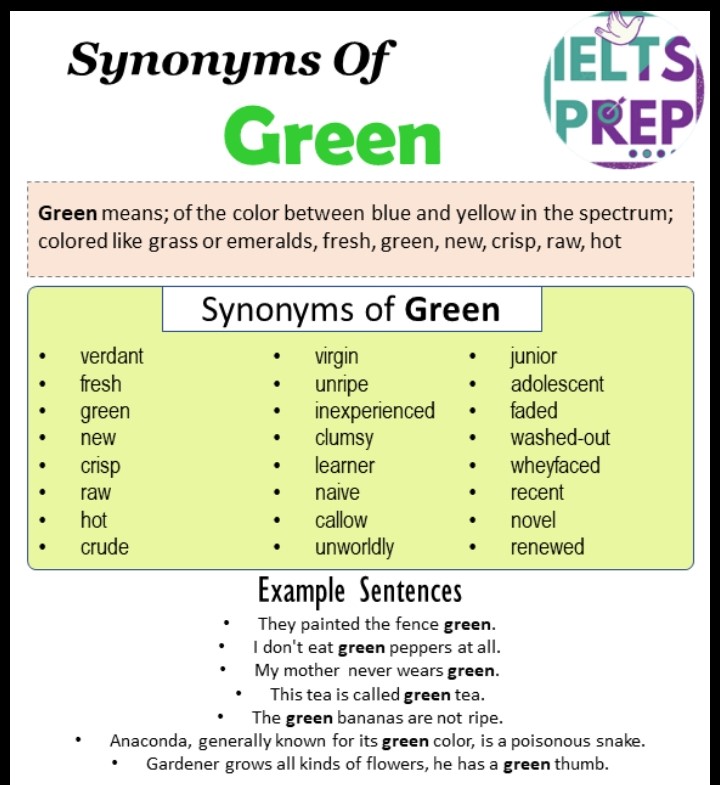 Synonyms Of
Green
IELTS
PREP
Green means; of the color between blue and yellow in the spectrum;
colored like grass or emeralds, fresh, green, new, crisp, raw, hot
Synonyms of Green
• verdant
• fresh
• green
• new
• crisp
• raw
• hot
• crude
• virgin
• unripe
• inexperienced
• clumsy
• learner
• naive
• callow
• unworldly
• junior
• adolescent
• faded
• washed-out
• wheyfaced
• recent
• novel
• renewed
Example Sentences
• They painted the fence green.
• I don't eat green peppers at all.
• My mother never wears green.
• This tea is called green tea.
• The green bananas are not ripe.
• Anaconda, generally known for its green color, is a poisonous snake.
• Gardener grows all kinds of flowers, he has a green thumb.